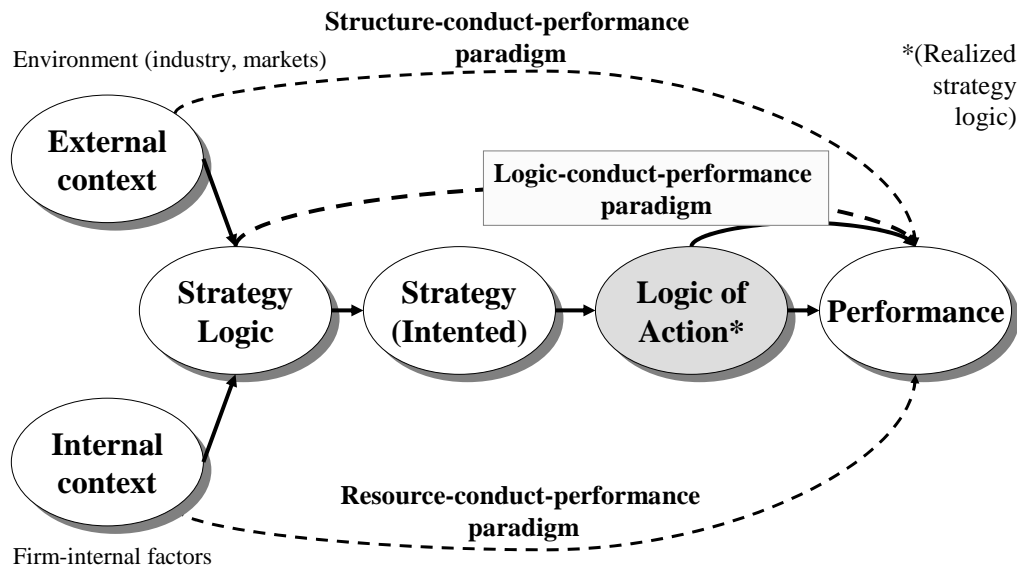 Structure-conduct-performance
paradigm
Environment (industry, markets)
*(Realized
strategy
logic)
External
context
Logic-conduct-performance
paradigm
Strategy
Logic
Strategy
(Intented)
Logic of
Action*
Performance
Internal
context
Resource-conduct-performance
paradigm
Firm-internal factors